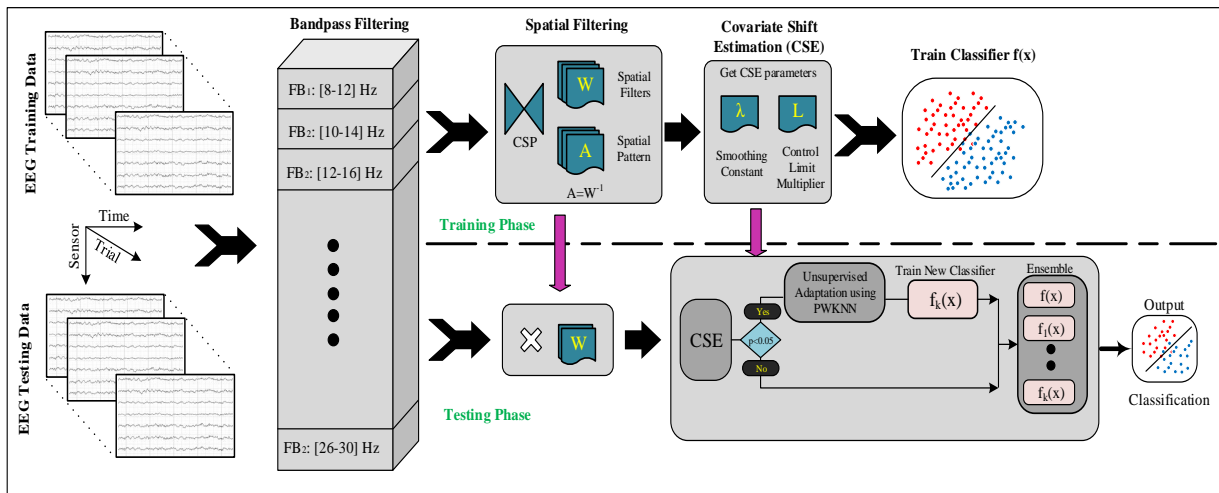 EEG Training Data
Time
Trial
Sensor
EEG Testing Data
Bandpass Filtering
FB₁: [8-12] Hz
FB₂: [10-14] Hz
FB₂: [12-16] Hz
FB₂: [26-30] Hz
Spatial Filtering
CSP
W
Spatial
Filters
A
Spatial
Pattern
A=W⁻¹
Covariate Shift
Estimation (CSE)
Get CSE parameters
λ
L
Smoothing
Constant
Control
Limit
Multiplier
Train Classifier f(x)
Training Phase
Testing Phase
W
CSE
p<0.05
Yes
No
Unsupervised
Adaptation using
PWKNN
Train New Classifier
fₖ(x)
Ensemble
f(x)
f₁(x)
fₖ(x)
Output
Classification